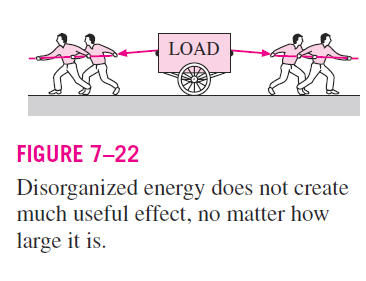 LOAD
FIGURE 7–22
Disorganized energy does not create
much useful effect, no matter how
large it is.